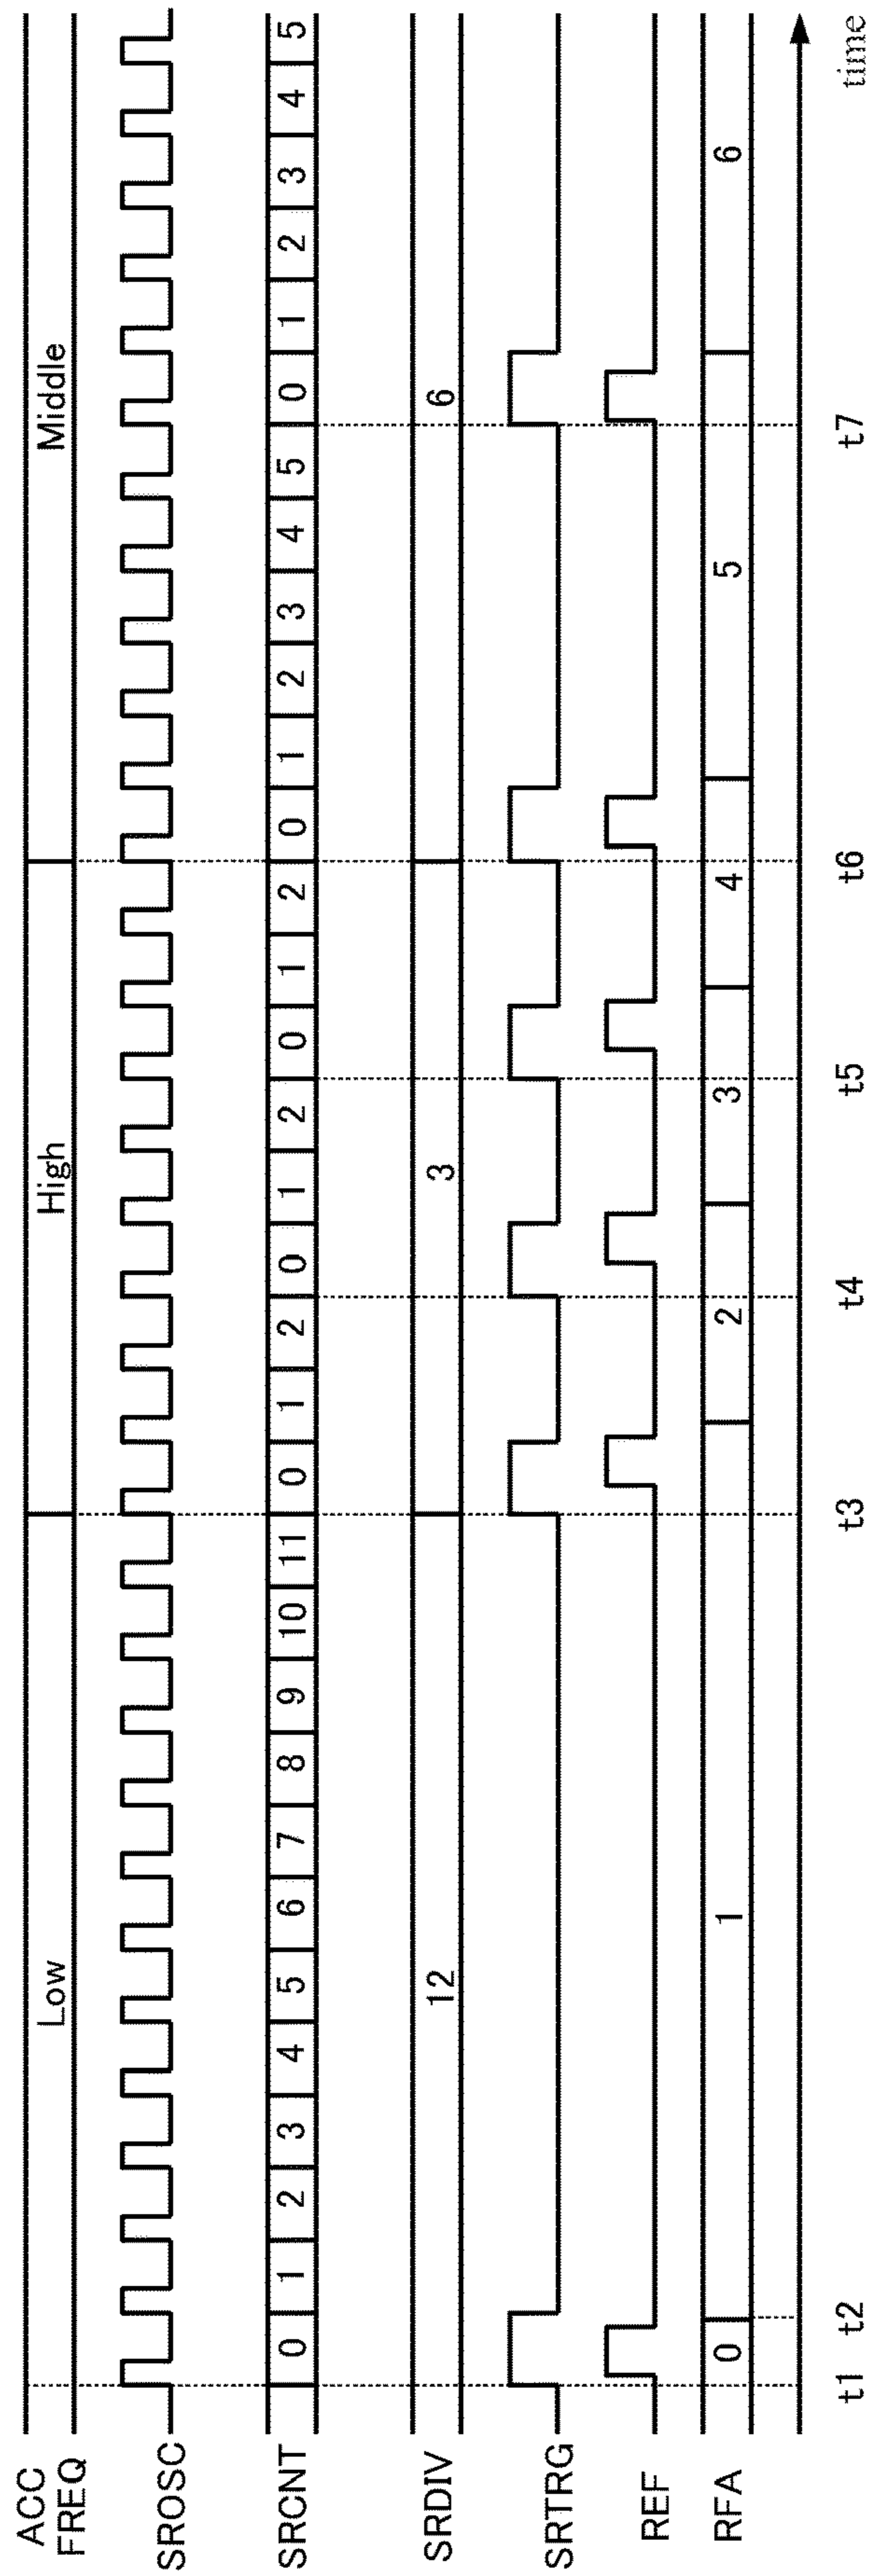 ACC Low High Middle
FREQ
SROSC
SRCNT 0 1 2 3 4 5 6 7 8 9 10 11 0 1 2 0 1 2 0 1 2 0 1 2 3 4 5 0 1 2 3 4 5
SRDIV 12 3 6
SRTRG
REF
RFA 0 1 2 3 4 5 6
t1 t2 t3 t4 t5 t6 t7 time